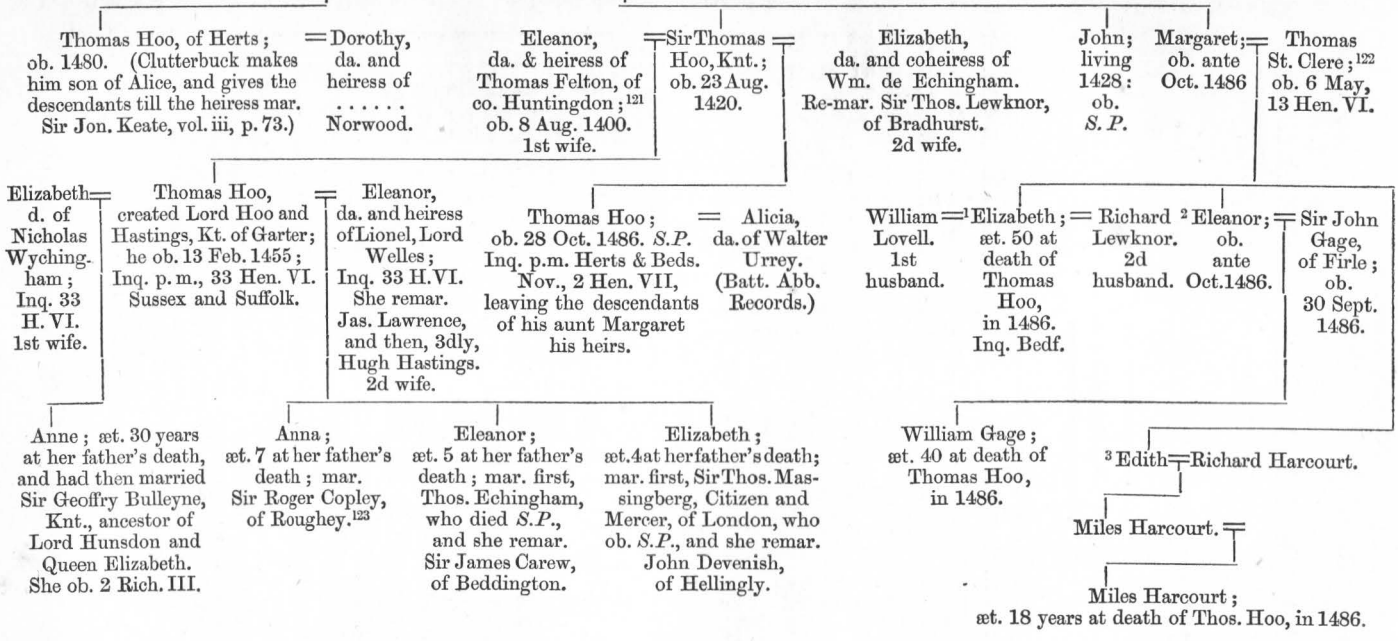 Thomas Hoo, of Herts;
ob. 1480. (Clutterbuck makes
him son of Alice, and gives the
descendants till the heiress mar.
Sir Jon. Keate, vol. iii, p. 73.)
= Dorothy,
da. and
heiress of
. . . . . .
Norwood.
Eleanor,
da. & heiress of
Thomas Felton, of
co. Huntingdon;121
ob. 8 Aug. 1400.
1st wife.
= Sir Thomas =
Hoo, Knt.;
ob. 23 Aug.
1420.
Elizabeth,
da. and coheiress of
Wm. de Echingham.
Re-mar. Sir Thos. Lewknor,
of Bradhurst.
2d wife.
John;
living
1428:
ob.
S. P.
Margaret; =
ob. ante
Oct. 1486
Thomas
St. Clere;122
ob. 6 May,
13 Hen. VI.
Elizabeth =
d. of
Nicholas
Wyching-
ham;
Inq. 33
H. VI.
1st wife.
Thomas Hoo,
created Lord Hoo and
Hastings, Kt. of Garter;
he ob. 13 Feb. 1455;
Inq. p. m., 33 Hen. VI.
Sussex and Suffolk.
= Eleanor,
da. and heiress
of Lionel, Lord
Welles;
Inq. 33 H.VI.
She remar.
Jas. Lawrence,
and then, 3dly,
Hugh Hastings.
2d wife.
Thomas Hoo;
ob. 28 Oct. 1486. S.P.
Inq. p.m. Herts & Beds.
Nov., 2 Hen. VII,
leaving the descendants
of his aunt Margaret
his heirs.
= Alicia,
da. of Walter
Urrey.
(Batt. Abb.
Records.)
William =
Lovell.
1st
husband.
1 Elizabeth; =
æt. 50 at
death of
Thomas
Hoo,
in 1486.
Inq. Bedf.
Richard
Lewknor.
2d
husband.
2 Eleanor; =
ob.
ante
Oct. 1486.
Sir John
Gage,
of Firle;
ob.
30 Sept.
1486.
Anne; æt. 30 years
at her father's death,
and had then married
Sir Geoffry Bulleyne,
Knt., ancestor of
Lord Hunsdon and
Queen Elizabeth.
She ob. 2 Rich. III.
Anna;
æt. 7 at her father's
death; mar.
Sir Roger Copley,
of Roughey.123
Eleanor;
æt. 5 at her father's
death; mar. first,
Thos. Echingham,
who died S.P.,
and she remar.
Sir James Carew,
of Beddington.
Elizabeth;
æt. 4 at her father's death;
mar. first, Sir Thos. Mas-
singberg, Citizen and
Mercer, of London, who
ob. S. P., and she remar.
John Devenish,
of Hellingly.
William Gage;
æt. 40 at death of
Thomas Hoo,
in 1486.
3 Edith = Richard Harcourt.
Miles Harcourt. =
Miles Harcourt;
æt. 18 years at death of Thos. Hoo, in 1486.